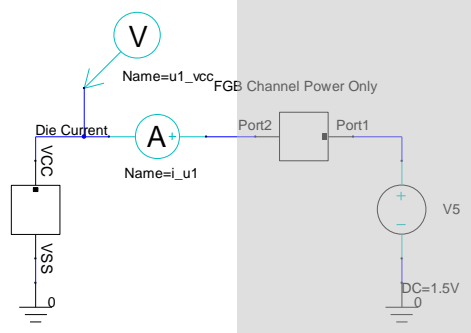 V
Name=u1_vcc
FGB Channel Power Only
Die Current
A
+
Port2
Port1
Name=i_u1
VCC
VSS
+
V5
DC=1.5V
0
0